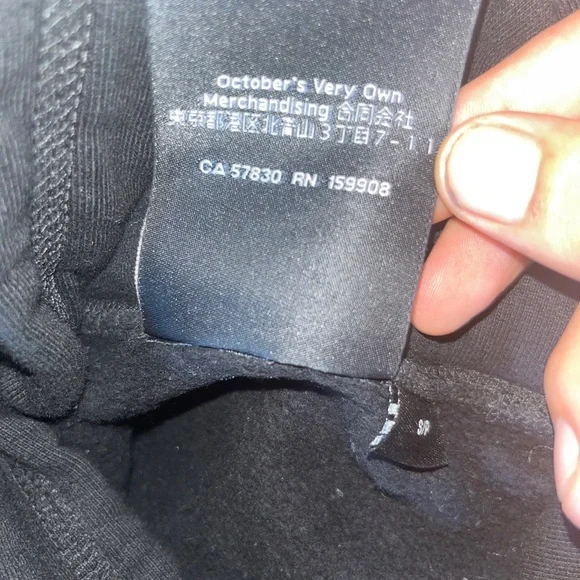 October's Very Own
Merchandising 合同会社
東京都港区北青山3丁目7-11
CA 57830 RN 159908
S/P